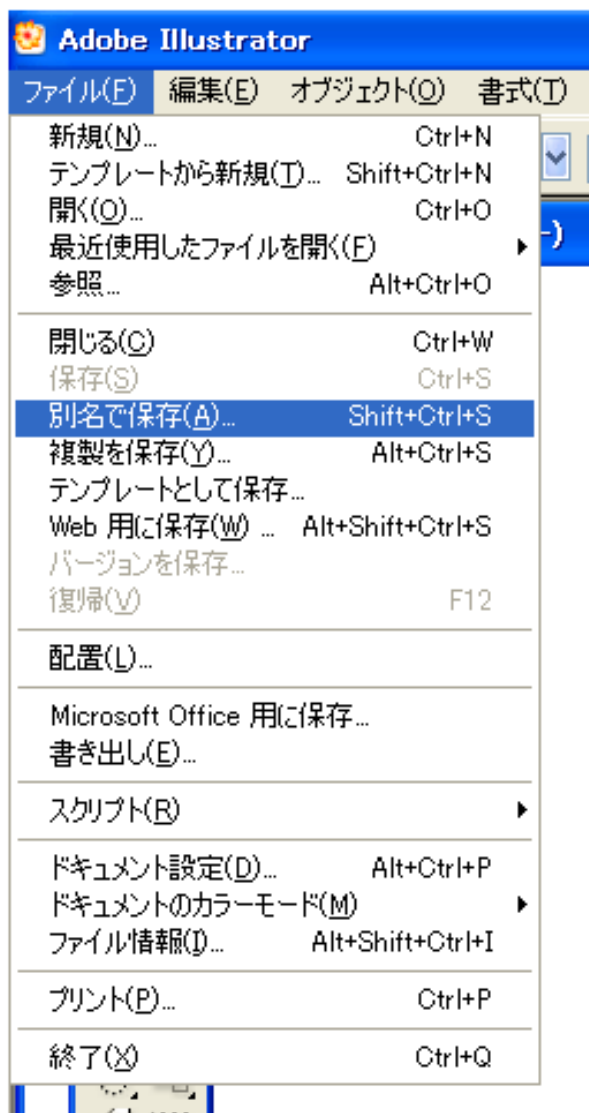 Adobe Illustrator
ファイル(F) 編集(E) オブジェクト(O) 書式(T)
新規(N)... Ctrl+N
テンプレートから新規(T)... Shift+Ctrl+N
開く(O)... Ctrl+O
最近使用したファイルを開く(F)
-)
参照... Alt+Ctrl+O
閉じる(C) Ctrl+W
保存(S) Ctrl+S
別名で保存(A)... Shift+Ctrl+S
複製を保存(Y)... Alt+Ctrl+S
テンプレートとして保存...
Web 用に保存(W) ... Alt+Shift+Ctrl+S
バージョンを保存...
復帰(V) F12
配置(L)...
Microsoft Office 用に保存...
書き出し(E)...
スクリプト(R)
ドキュメント設定(D)... Alt+Ctrl+P
ドキュメントのカラーモード(M)
ファイル情報(I)... Alt+Shift+Ctrl+I
プリント(P)... Ctrl+P
終了(X) Ctrl+Q